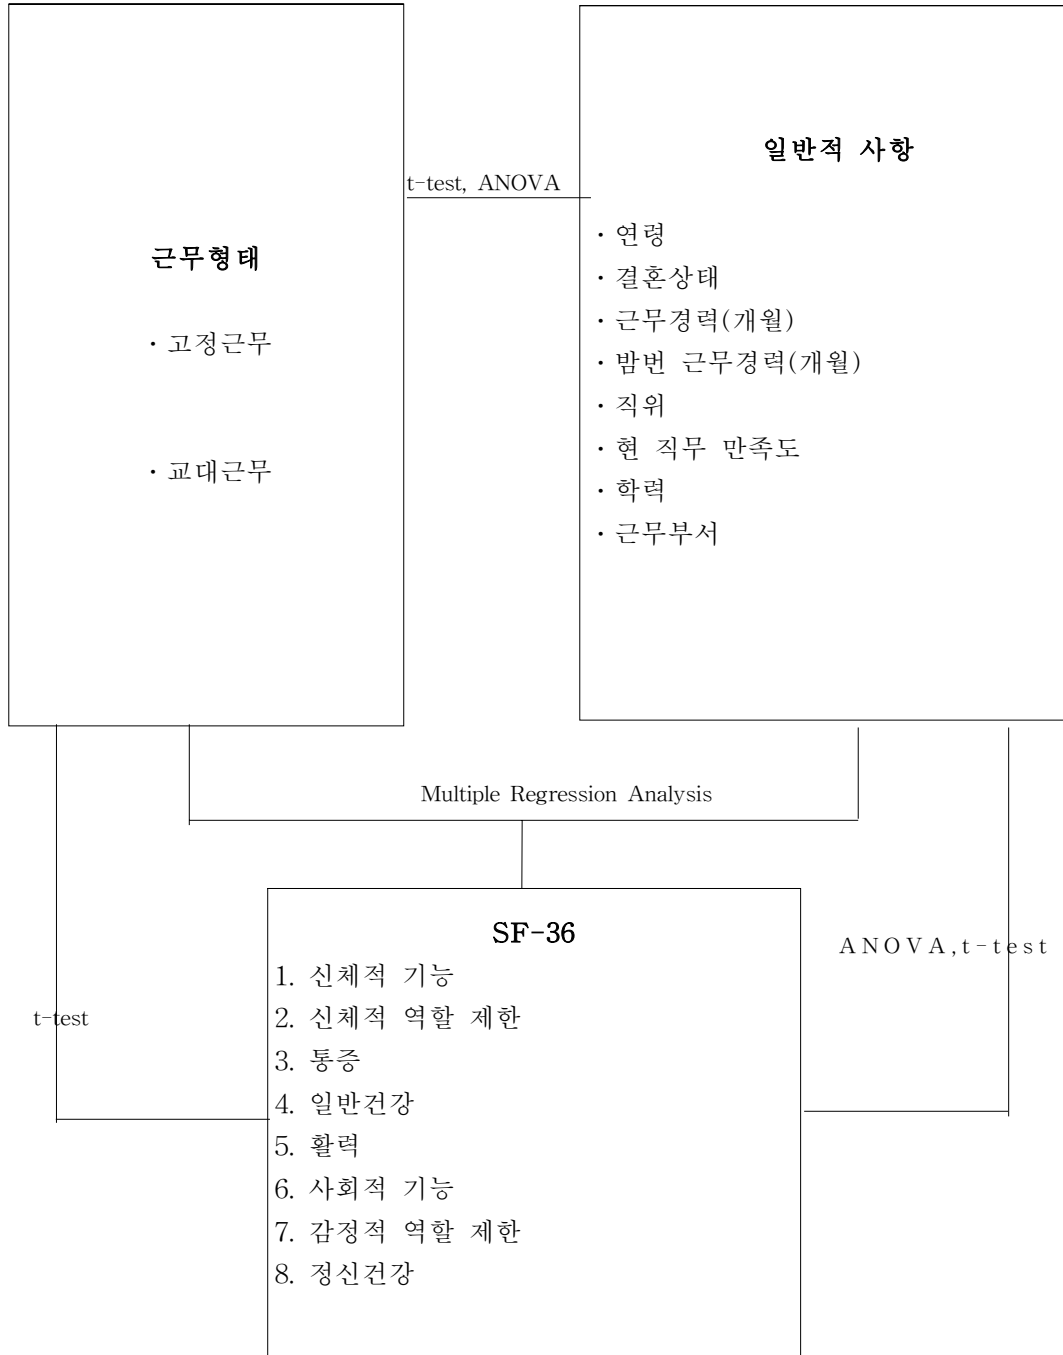 근무형태
· 고정근무
· 교대근무
t-test, ANOVA
일반적 사항
· 연령
· 결혼상태
· 근무경력(개월)
· 밤번 근무경력(개월)
· 직위
· 현 직무 만족도
· 학력
· 근무부서
Multiple Regression Analysis
t-test
SF-36
1. 신체적 기능
2. 신체적 역할 제한
3. 통증
4. 일반건강
5. 활력
6. 사회적 기능
7. 감정적 역할 제한
8. 정신건강
ANOVA,t-test